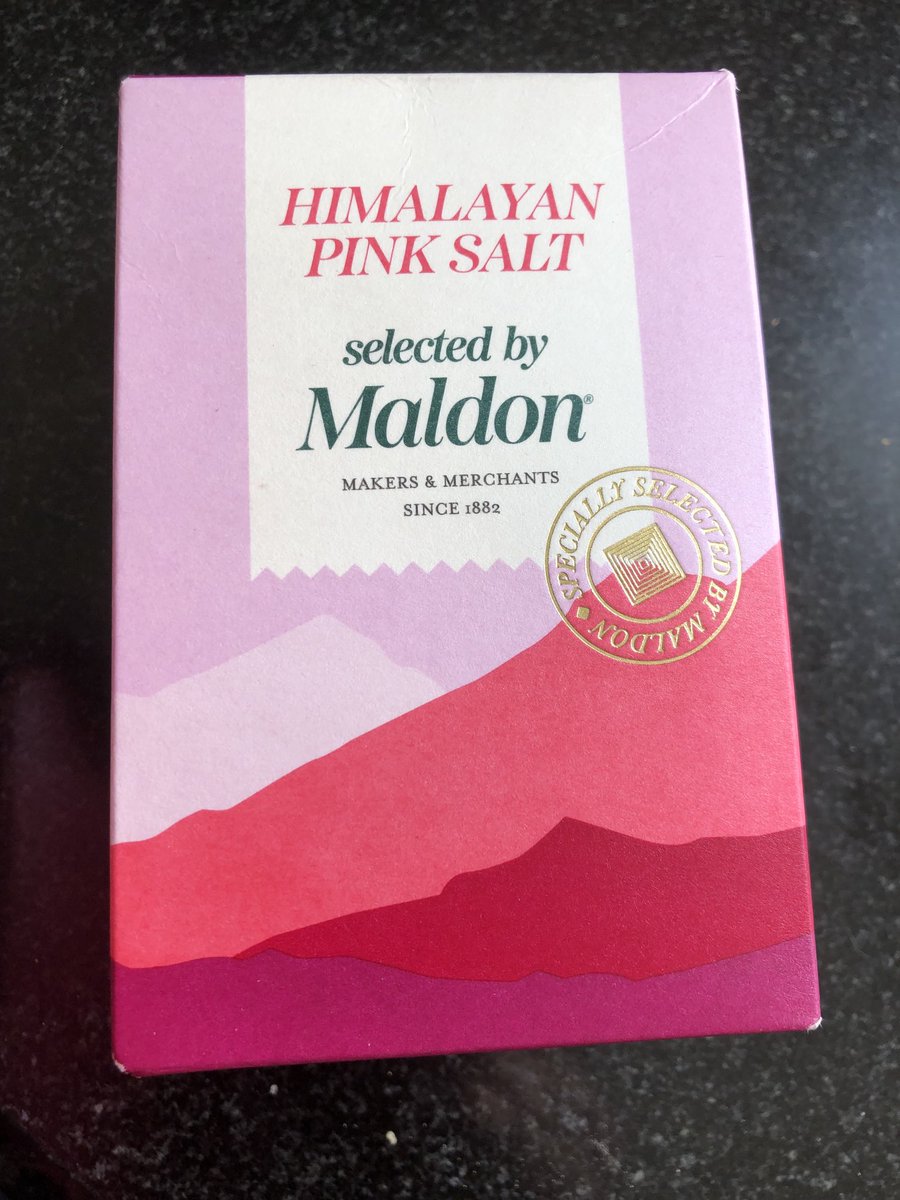 HIMALAYAN
PINK SALT
selected by
Maldon®
MAKERS & MERCHANTS
SINCE 1882
SPECIALLY SELECTED BY MALDON